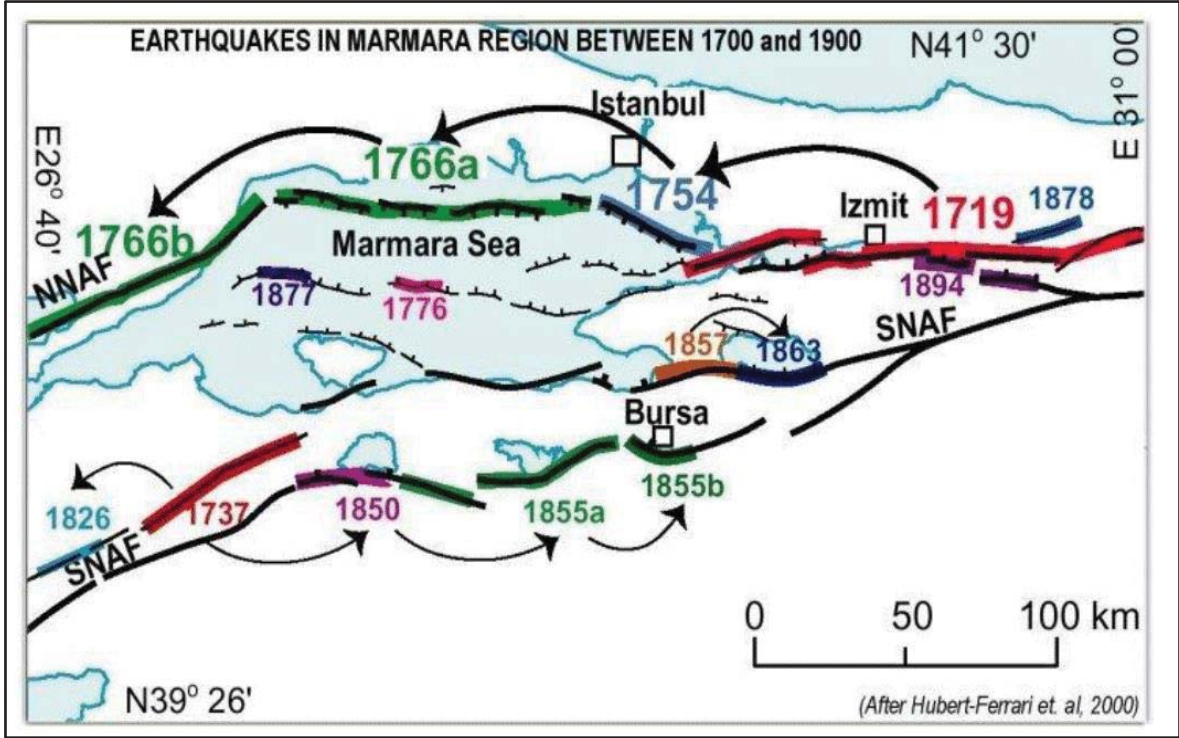 EARTHQUAKES IN MARMARA REGION BETWEEN 1700 and 1900
N41° 30'
E 31° 00'
E26° 40'
Istanbul
1766a
1754
Izmit
1719
1878
1766b
Marmara Sea
NNAF
1877
1776
1894
SNAF
1857
1863
Bursa
1855b
1826
1737
1850
1855a
SNAF
0 50 100 km
N39° 26'
(After Hubert-Ferrari et. al, 2000)